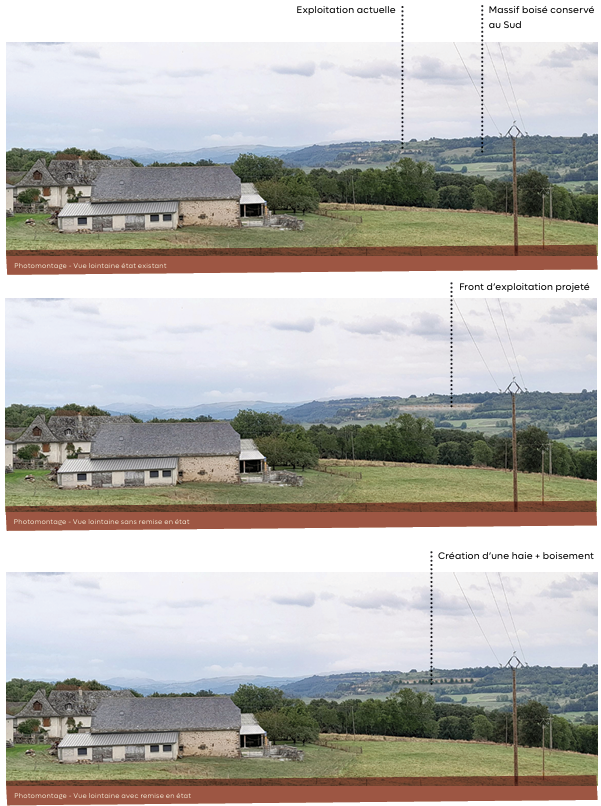 Exploitation actuelle
Massif boisé conservé
au Sud
Photomontage - Vue lointaine état existant
Front d'exploitation projeté
Photomontage - Vue lointaine sans remise en état
Création d'une haie + boisement
Photomontage - Vue lointaine avec remise en état